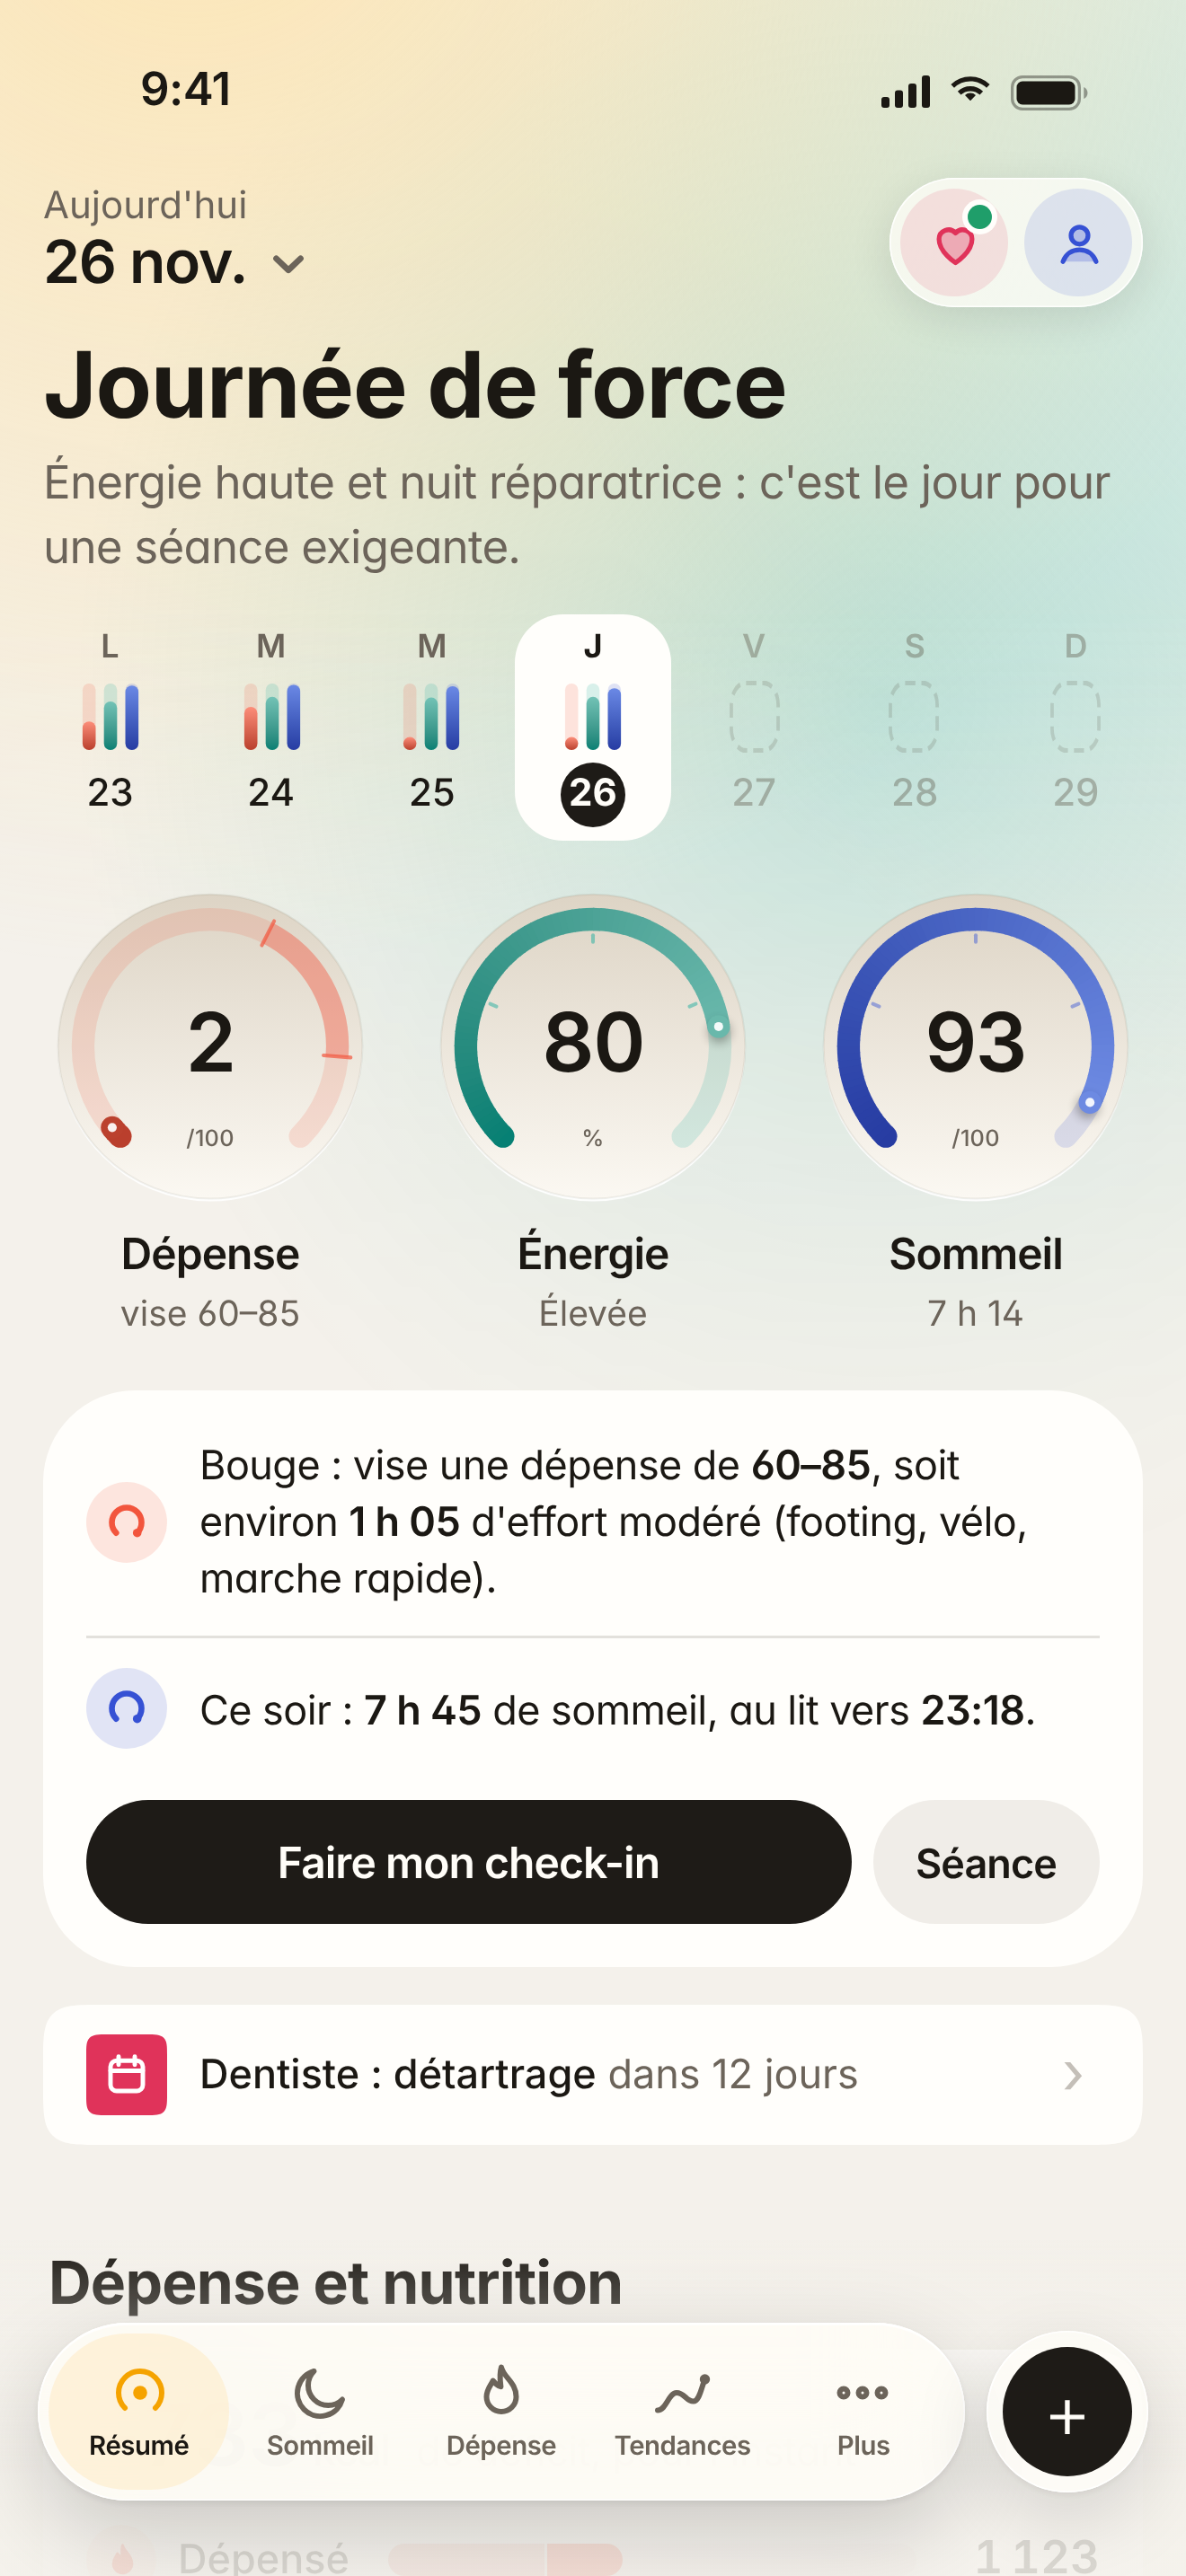 9:41
Aujourd'hui
26 nov.
Journée de force
Énergie haute et nuit réparatrice : c'est le jour pour
une séance exigeante.
L M M J V S D
23 24 25 26 27 28 29
2 80 93
/100 % /100
Dépense Énergie Sommeil
vise 60–85 Élevée 7 h 14
Bouge : vise une dépense de 60–85, soit
environ 1 h 05 d'effort modéré (footing, vélo,
marche rapide).
Ce soir : 7 h 45 de sommeil, au lit vers 23:18.
Faire mon check-in Séance
Dentiste : détartrage dans 12 jours
Dépense et nutrition
Résumé Sommeil Dépense Tendances Plus
Dépensé 1 123